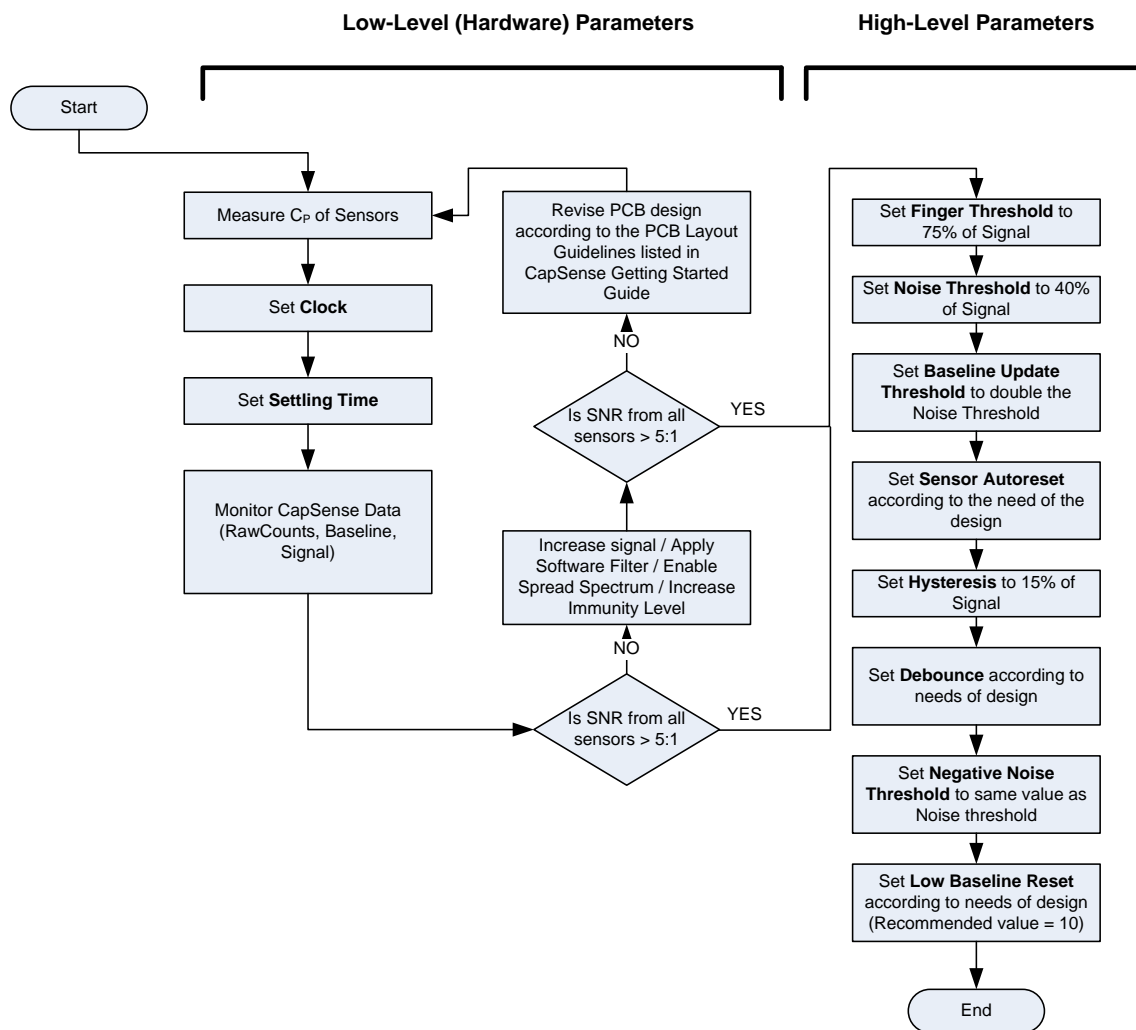 Low-Level (Hardware) Parameters
High-Level Parameters
Start
Measure CP of Sensors
Set Clock
Set Settling Time
Monitor CapSense Data
(RawCounts, Baseline,
Signal)
Revise PCB design
according to the PCB Layout
Guidelines listed in
CapSense Getting Started
Guide
NO
Is SNR from all
sensors > 5:1
YES
Increase signal / Apply
Software Filter / Enable
Spread Spectrum / Increase
Immunity Level
NO
Is SNR from all
sensors > 5:1
YES
Set Finger Threshold to
75% of Signal
Set Noise Threshold to 40%
of Signal
Set Baseline Update
Threshold to double the
Noise Threshold
Set Sensor Autoreset
according to the need of the
design
Set Hysteresis to 15% of
Signal
Set Debounce according to
needs of design
Set Negative Noise
Threshold to same value as
Noise threshold
Set Low Baseline Reset
according to needs of design
(Recommended value = 10)
End